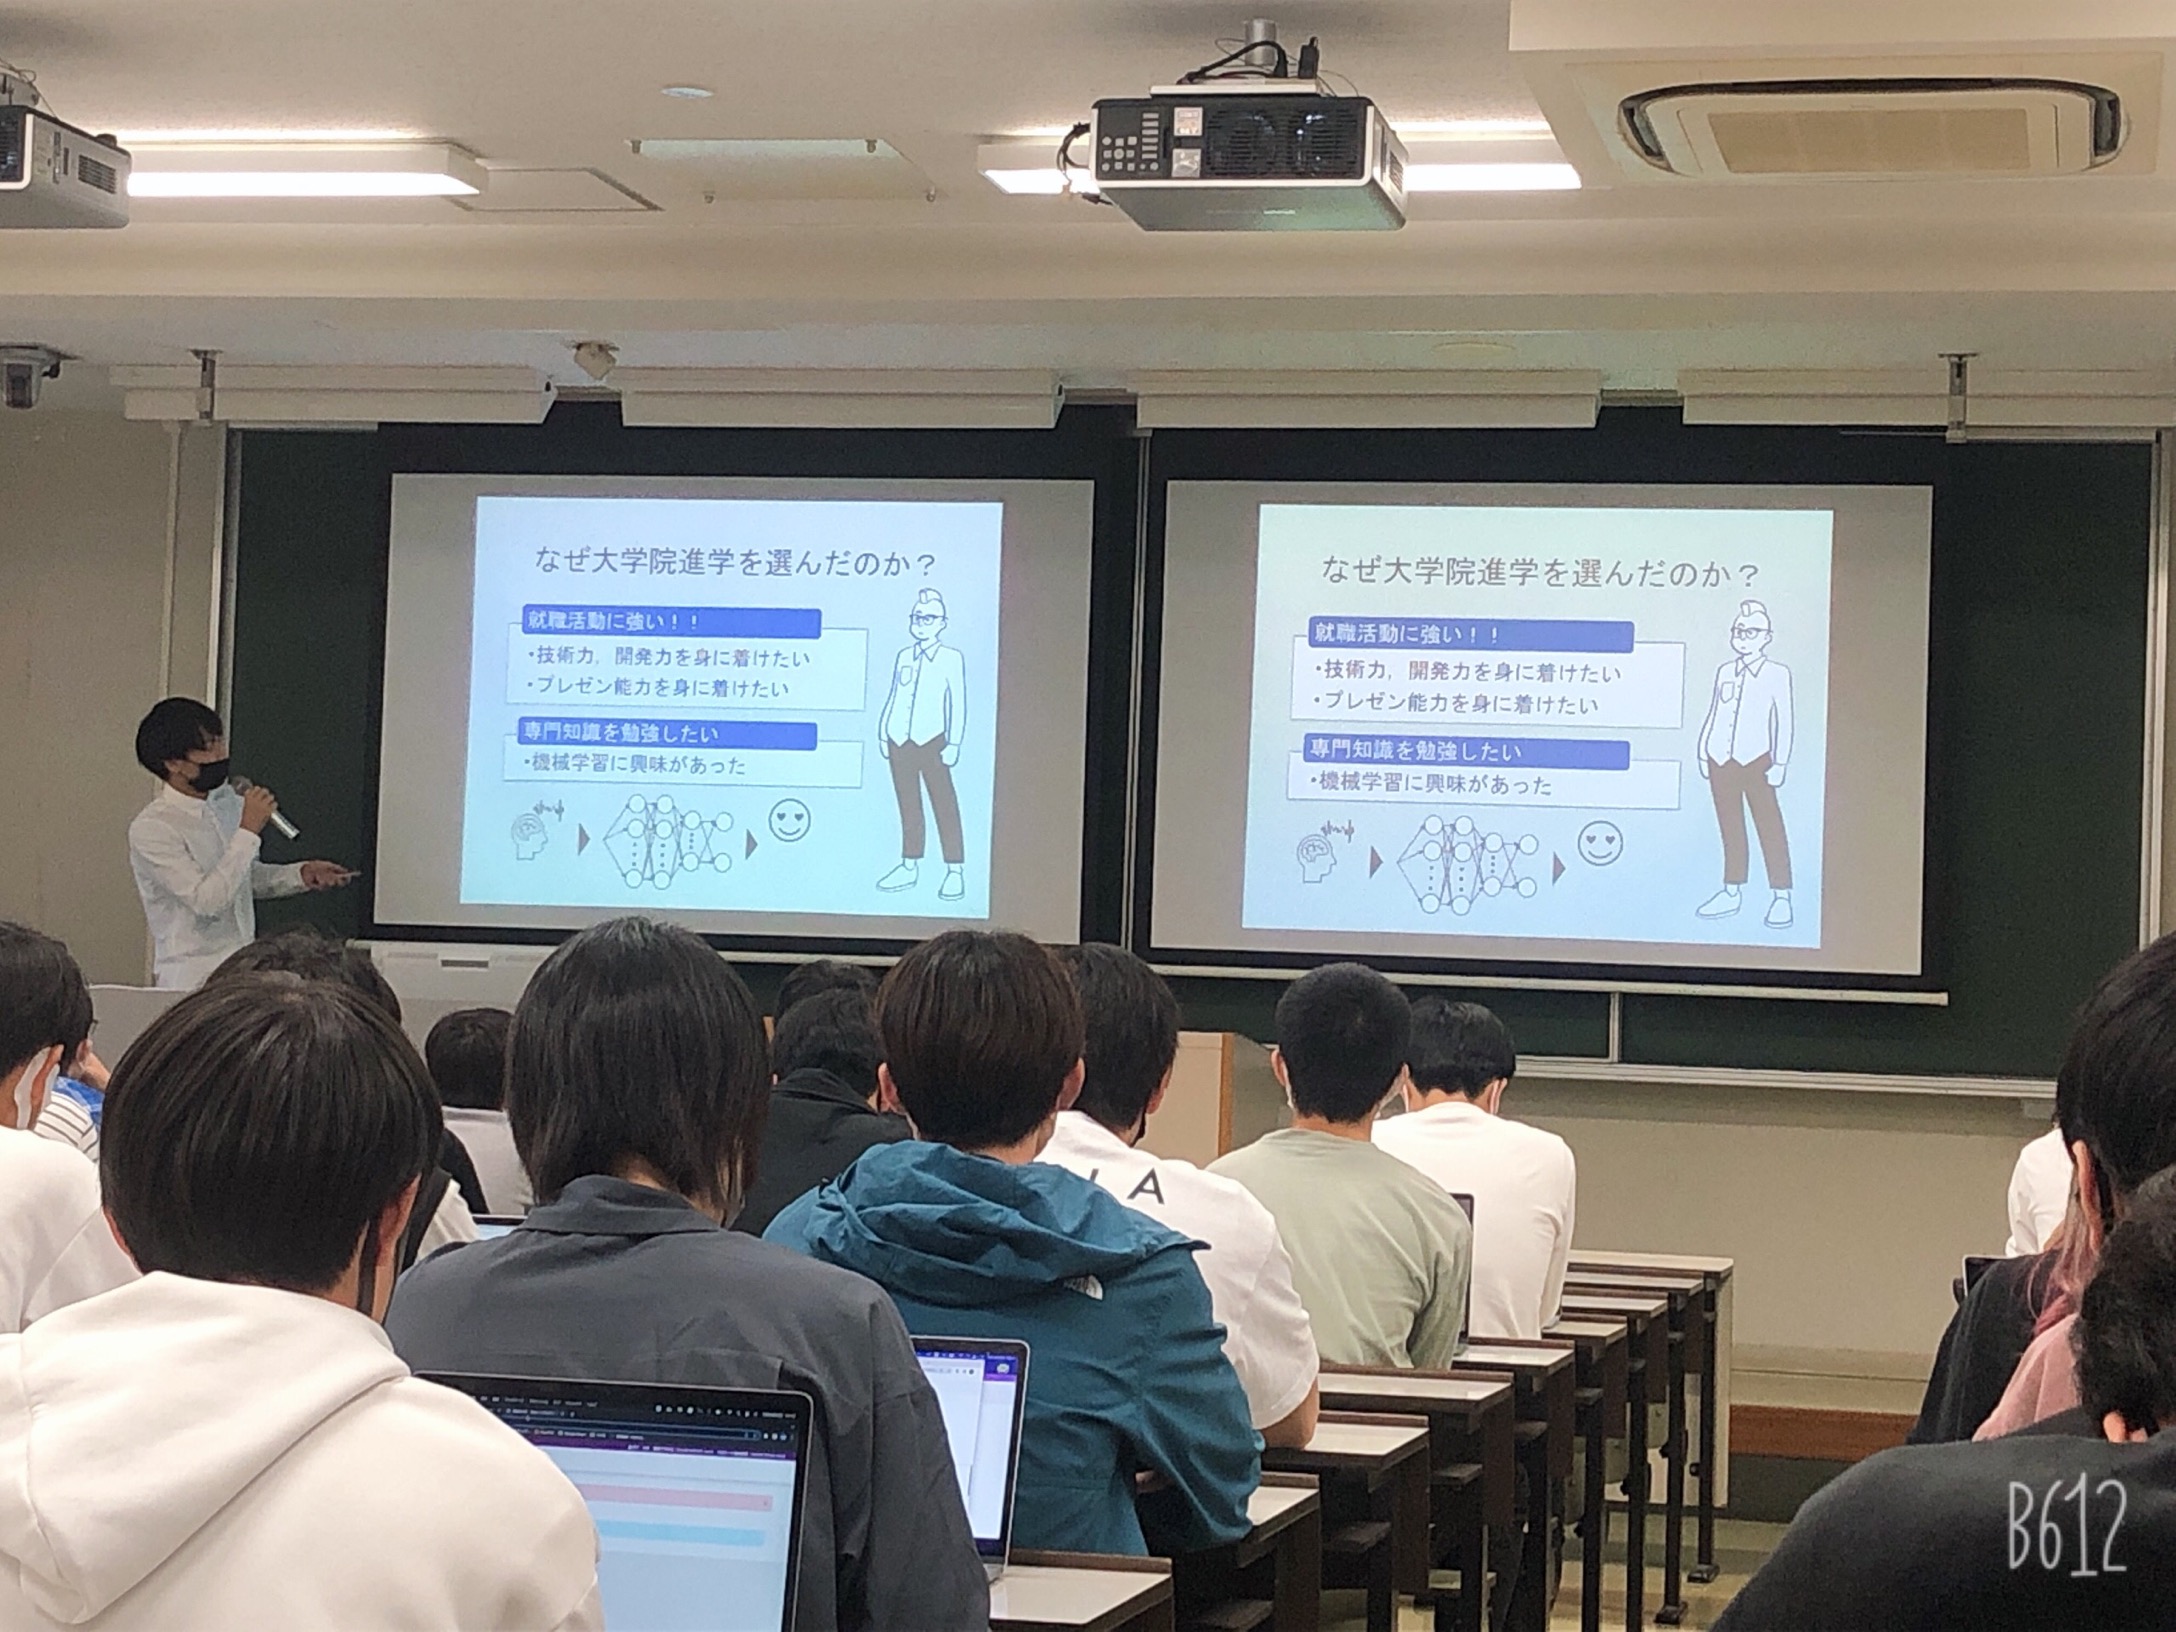 なぜ大学院進学を選んだのか？
就職活動に強い！！
・技術力，開発力を身に着けたい
・プレゼン能力を身に着けたい
専門知識を勉強したい
・機械学習に興味があった
なぜ大学院進学を選んだのか？
就職活動に強い！！
・技術力，開発力を身に着けたい
・プレゼン能力を身に着けたい
専門知識を勉強したい
・機械学習に興味があった
A
B612